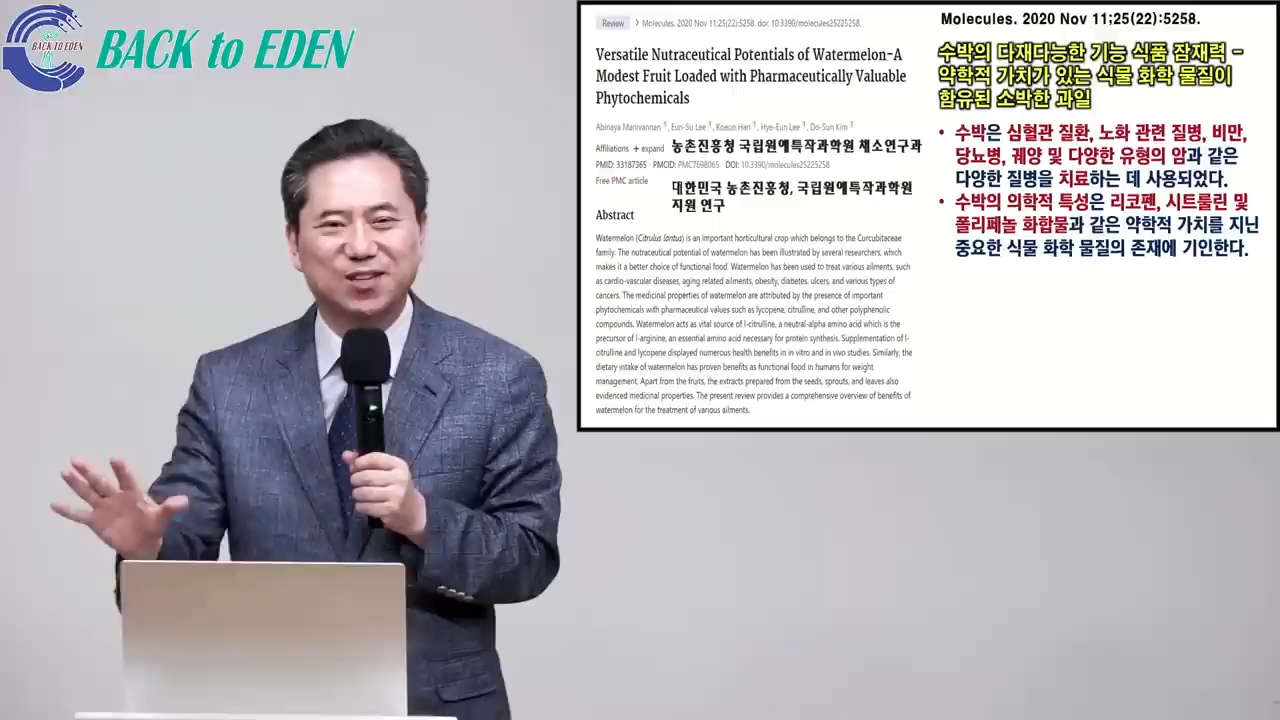 BACK TO EDEN
BACK to EDEN
Review
Molecules. 2020 Nov 11;25(22):5258. doi: 10.3390/molecules25225258.
Versatile Nutraceutical Potentials of Watermelon-A
Modest Fruit Loaded with Pharmaceutically Valuable
Phytochemicals
Abinaya Manivannan 1, Eun-Su Lee 1, Koeun Han 1, Hye-Eun Lee 1, Do-Sun Kim 1
Affiliations + expand 농촌진흥청 국립원예특작과학원 채소연구과
PMID: 33187365 PMCID: PMC7698065 DOI: 10.3390/molecules25225258
Free PMC article
대한민국 농촌진흥청, 국립원예특작과학원
지원 연구
Abstract
Watermelon (Citrullus lanatus) is an important horticultural crop which belongs to the Curcubitaceae
family. The nutraceutical potential of watermelon has been illustrated by several researchers, which
makes it a better choice of functional food. Watermelon has been used to treat various ailments, such
as cardio-vascular diseases, aging related ailments, obesity, diabetes, ulcers, and various types of
cancers. The medicinal properties of watermelon are attributed by the presence of important
phytochemicals with pharmaceutical values such as lycopene, citrulline, and other polyphenolic
compounds. Watermelon acts as vital source of l-citrulline, a neutral-alpha amino acid which is the
precursor of l-arginine, an essential amino acid necessary for protein synthesis. Supplementation of l-
citrulline and lycopene displayed numerous health benefits in in vitro and in vivo studies. Similarly, the
dietary intake of watermelon has proven benefits as functional food in humans for weight
management. Apart from the fruits, the extracts prepared from the seeds, sprouts, and leaves also
evidenced medicinal properties. The present review provides a comprehensive overview of benefits of
watermelon for the treatment of various ailments.
Molecules. 2020 Nov 11;25(22):5258.
수박의 다재다능한 기능 식품 잠재력 -
약학적 가치가 있는 식물 화학 물질이
함유된 소박한 과일
• 수박은 심혈관 질환, 노화 관련 질병, 비만,
당뇨병, 궤양 및 다양한 유형의 암과 같은
다양한 질병을 치료하는 데 사용되었다.
• 수박의 의학적 특성은 리코펜, 시트룰린 및
폴리페놀 화합물과 같은 약학적 가치를 지닌
중요한 식물 화학 물질의 존재에 기인한다.